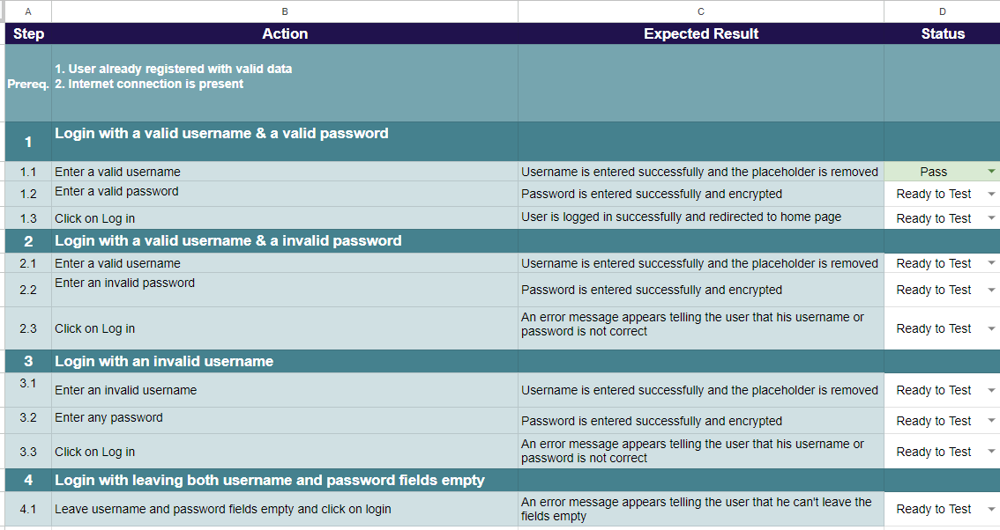 A B C D
Step Action Expected Result Status
1. User already registered with valid data
Prereq. 2. Internet connection is present
1 Login with a valid username & a valid password
1.1 Enter a valid username Username is entered successfully and the placeholder is removed Pass
1.2 Enter a valid password Password is entered successfully and encrypted Ready to Test
1.3 Click on Log in User is logged in successfully and redirected to home page Ready to Test
2 Login with a valid username & a invalid password
2.1 Enter a valid username Username is entered successfully and the placeholder is removed Ready to Test
2.2 Enter an invalid password Password is entered successfully and encrypted Ready to Test
2.3 Click on Log in An error message appears telling the user that his username or
password is not correct Ready to Test
3 Login with an invalid username
3.1 Enter an invalid username Username is entered successfully and the placeholder is removed Ready to Test
3.2 Enter any password Password is entered successfully and encrypted Ready to Test
3.3 Click on Log in An error message appears telling the user that his username or
password is not correct Ready to Test
4 Login with leaving both username and password fields empty
4.1 Leave username and password fields empty and click on login An error message appears telling the user that he can't leave the
fields empty Ready to Test